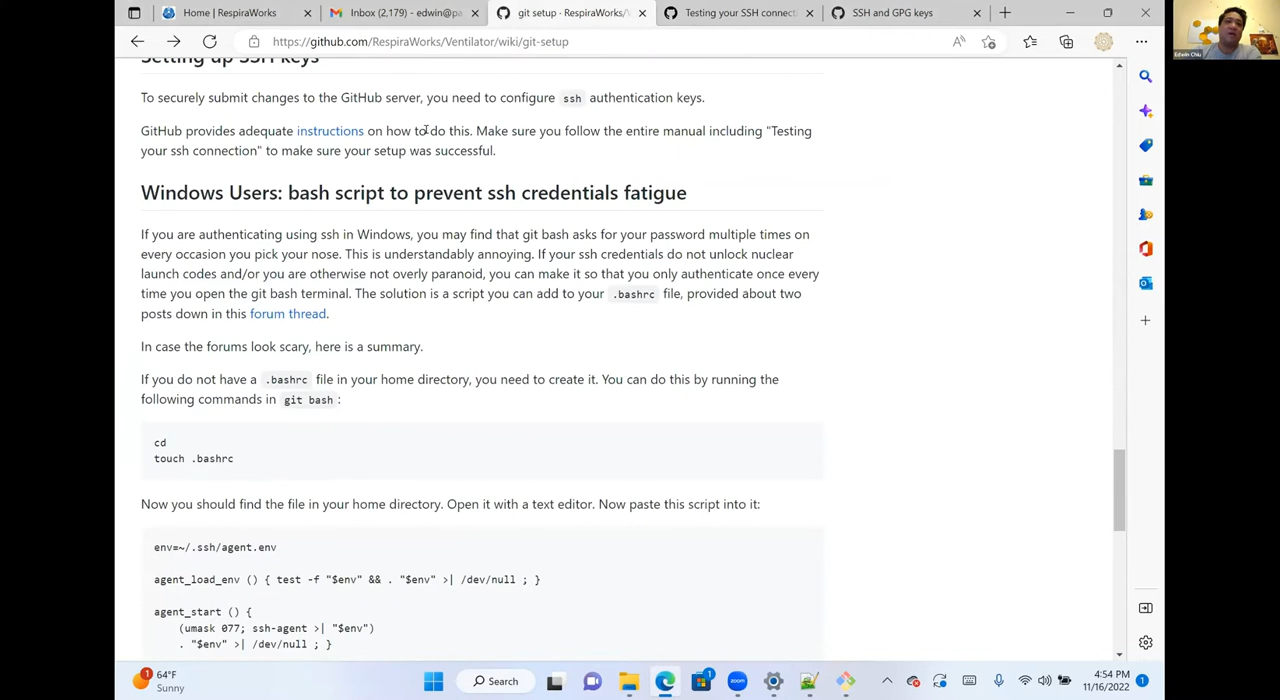 Home | RespiraWorks
Inbox (2,179) - edwin@pa
git setup · RespiraWorks/
Testing your SSH connecti
SSH and GPG keys
https://github.com/RespiraWorks/Ventilator/wiki/git-setup
Edwin Chiu
Setting up SSH keys
To securely submit changes to the GitHub server, you need to configure ssh authentication keys.
GitHub provides adequate instructions on how to do this. Make sure you follow the entire manual including "Testing
your ssh connection" to make sure your setup was successful.
Windows Users: bash script to prevent ssh credentials fatigue
If you are authenticating using ssh in Windows, you may find that git bash asks for your password multiple times on
every occasion you pick your nose. This is understandably annoying. If your ssh credentials do not unlock nuclear
launch codes and/or you are otherwise not overly paranoid, you can make it so that you only authenticate once every
time you open the git bash terminal. The solution is a script you can add to your .bashrc file, provided about two
posts down in this forum thread.
In case the forums look scary, here is a summary.
If you do not have a .bashrc file in your home directory, you need to create it. You can do this by running the
following commands in git bash :
cd
touch .bashrc
Now you should find the file in your home directory. Open it with a text editor. Now paste this script into it:
env=~/.ssh/agent.env
agent_load_env () { test -f "$env" && . "$env" >| /dev/null ; }
agent_start () {
(umask 077; ssh-agent >| "$env")
. "$env" >| /dev/null ; }
1
64°F
Sunny
Search
1
zoom
4:54 PM
11/16/2022
1